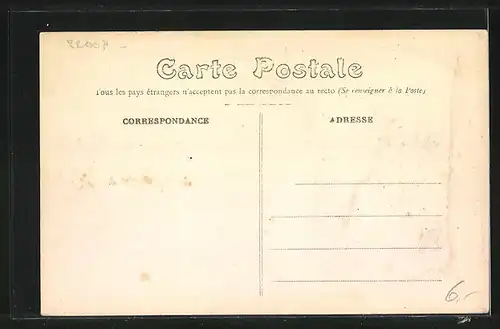 Carte Postale
Tous les pays étrangers n'acceptent pas la correspondance au recto (Se renseigner à la Poste)
CORRESPONDANCE
ADRESSE
6,-